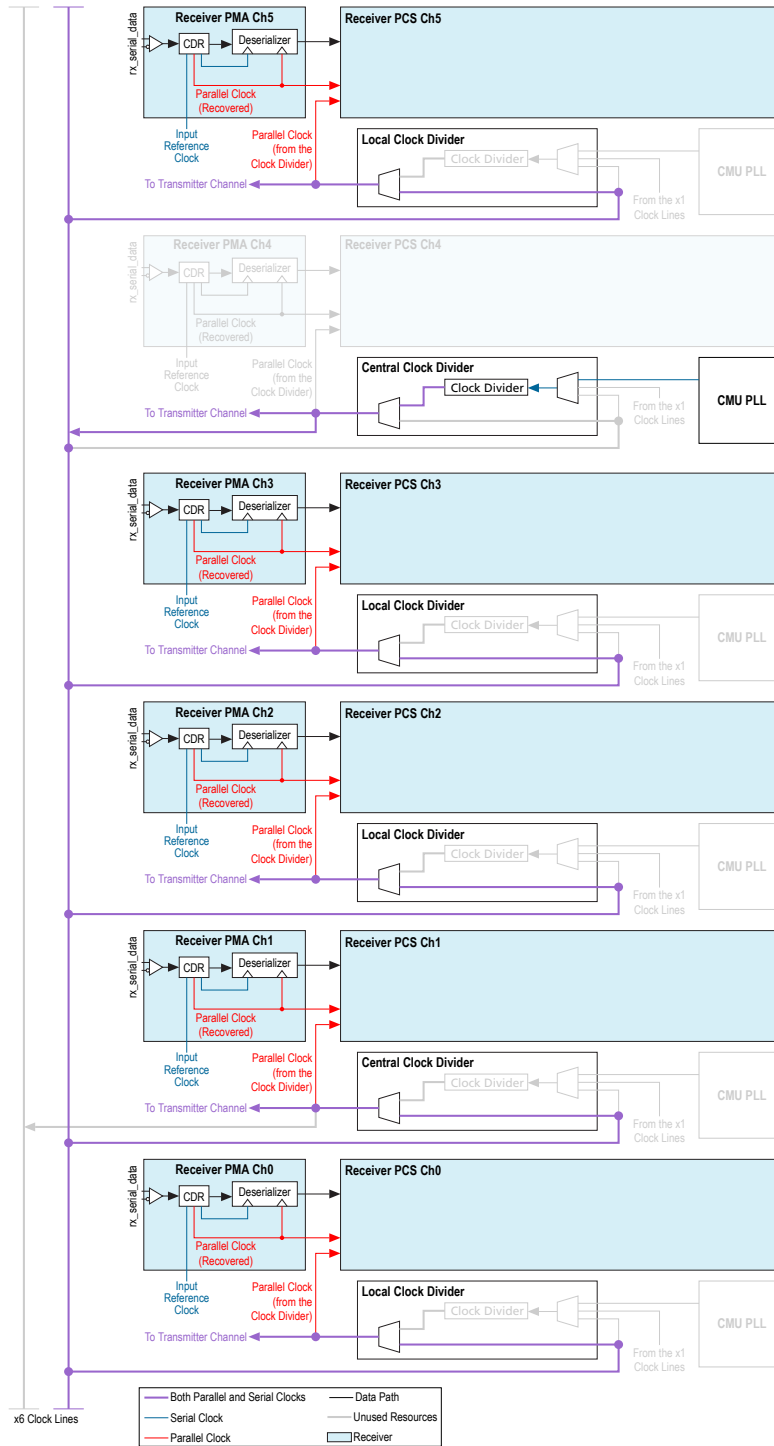 Receiver PMA Ch5
Receiver PCS Ch5
rx_serial_data
CDR
Deserializer
Parallel Clock
(Recovered)
Input
Reference
Clock
Parallel Clock
(from the
Clock Divider)
Local Clock Divider
Clock Divider
CMU PLL
From the x1
Clock Lines
To Transmitter Channel
Receiver PMA Ch4
Receiver PCS Ch4
rx_serial_data
CDR
Deserializer
Parallel Clock
(Recovered)
Input
Reference
Clock
Parallel Clock
(from the
Clock Divider)
Central Clock Divider
Clock Divider
CMU PLL
From the x1
Clock Lines
To Transmitter Channel
Receiver PMA Ch3
Receiver PCS Ch3
rx_serial_data
CDR
Deserializer
Parallel Clock
(Recovered)
Input
Reference
Clock
Parallel Clock
(from the
Clock Divider)
Local Clock Divider
Clock Divider
CMU PLL
From the x1
Clock Lines
To Transmitter Channel
Receiver PMA Ch2
Receiver PCS Ch2
rx_serial_data
CDR
Deserializer
Parallel Clock
(Recovered)
Input
Reference
Clock
Parallel Clock
(from the
Clock Divider)
Local Clock Divider
Clock Divider
CMU PLL
From the x1
Clock Lines
To Transmitter Channel
Receiver PMA Ch1
Receiver PCS Ch1
rx_serial_data
CDR
Deserializer
Parallel Clock
(Recovered)
Input
Reference
Clock
Parallel Clock
(from the
Clock Divider)
Central Clock Divider
Clock Divider
CMU PLL
From the x1
Clock Lines
To Transmitter Channel
Receiver PMA Ch0
Receiver PCS Ch0
rx_serial_data
CDR
Deserializer
Parallel Clock
(Recovered)
Input
Reference
Clock
Parallel Clock
(from the
Clock Divider)
Local Clock Divider
Clock Divider
CMU PLL
From the x1
Clock Lines
To Transmitter Channel
x6 Clock Lines
Both Parallel and Serial Clocks
Data Path
Serial Clock
Unused Resources
Parallel Clock
Receiver